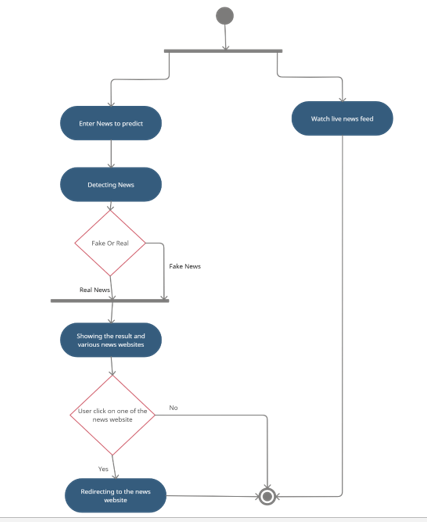 Enter News to predict
Watch live news feed
Detecting News
Fake Or Real
Fake News
Real News
Showing the result and
various news websites
User click on one of the
news website
No
Yes
Redirecting to the news
website